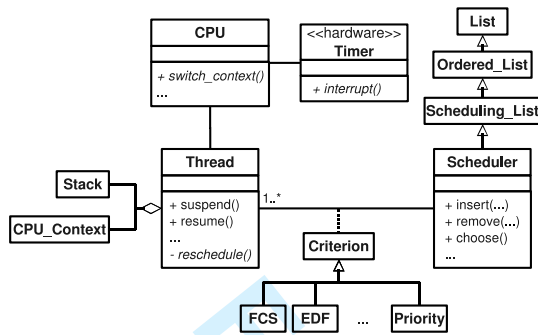 CPU
+ switch_context()
...
<<hardware>>
Timer
+ interrupt()
List
Ordered_List
Scheduling_List
Thread
+ suspend()
+ resume()
...
- reschedule()
1..*
Scheduler
+ insert(...)
+ remove(...)
+ choose()
...
Stack
CPU_Context
Criterion
FCS
EDF
...
Priority